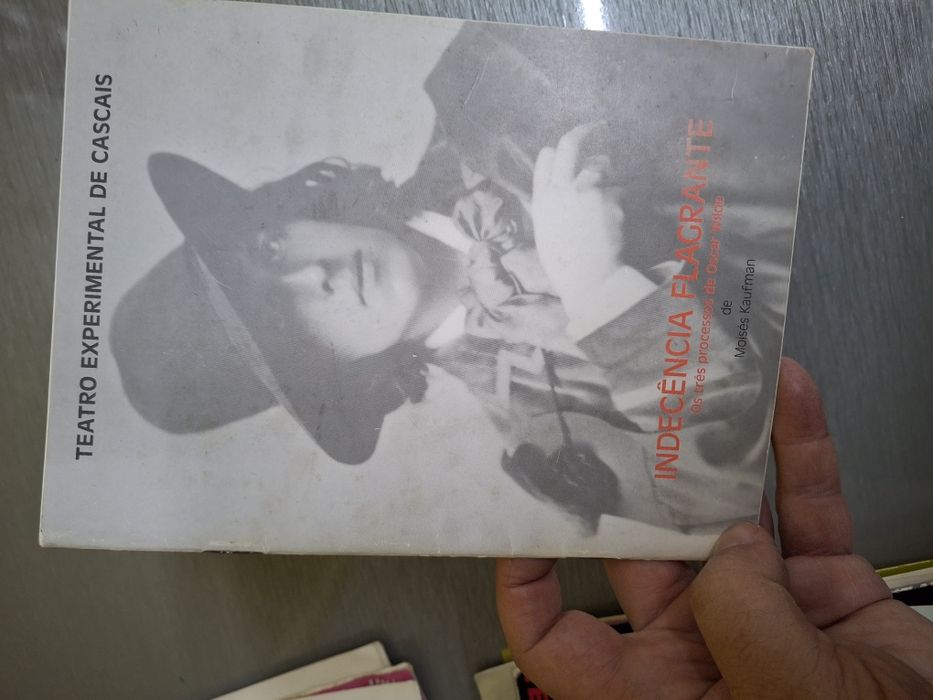 TEATRO EXPERIMENTAL DE CASCAIS
INDECÊNCIA FLAGRANTE
Os três processos de Oscar Wilde
de
Moisés Kaufman